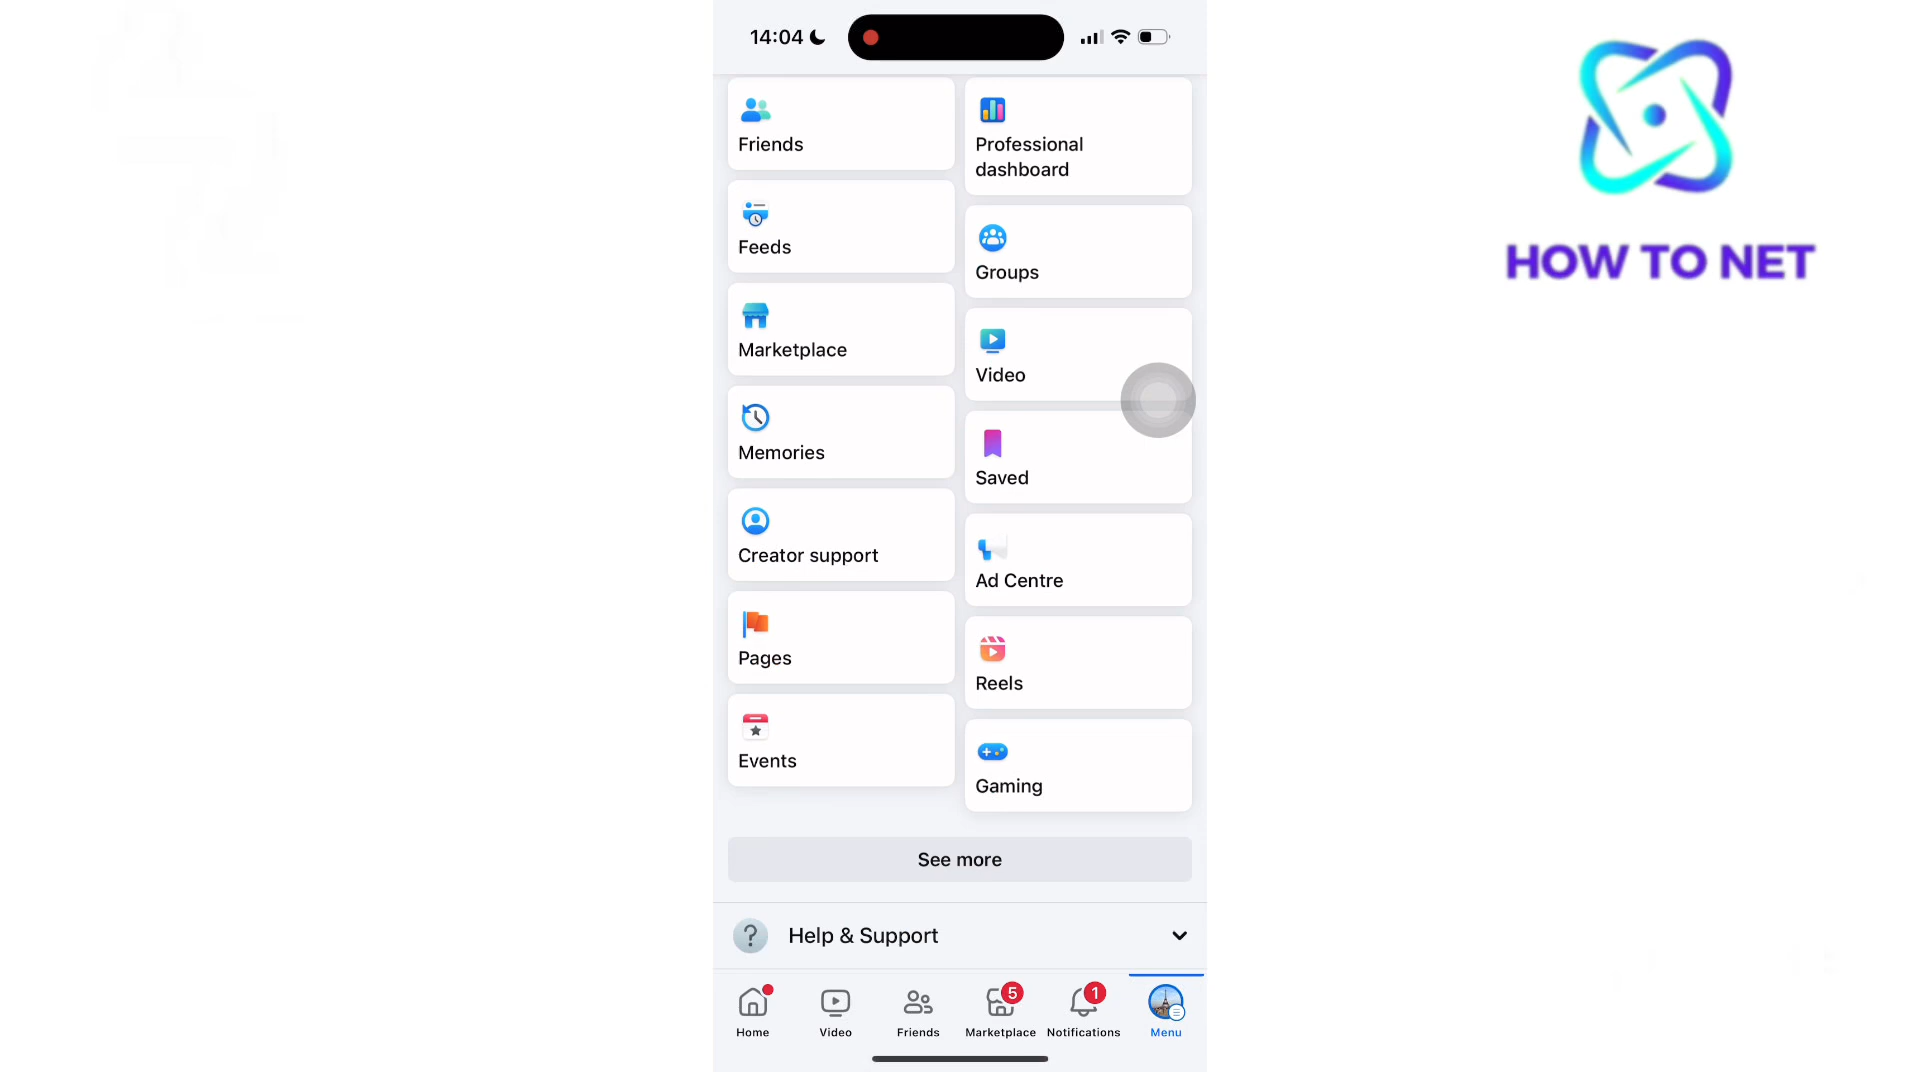 14:04
HOW TO NET
Friends
Professional
dashboard
Feeds
Groups
Marketplace
Video
Memories
Saved
Creator support
Ad Centre
Pages
Reels
Events
Gaming
See more
? Help & Support
5
1
Home
Video
Friends
Marketplace
Notifications
Menu